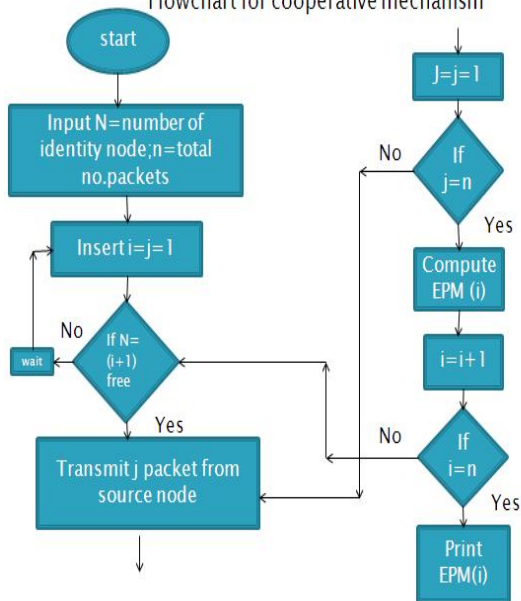 Flowchart for cooperative mechanism
start
Input N=number of
identity node;n=total
no.packets
Insert i=j=1
No
wait
If N=
(i+1)
free
Yes
Transmit j packet from
source node
J=j=1
No
If
j=n
Yes
Compute
EPM (i)
i=i+1
No
If
i=n
Yes
Print
EPM(i)